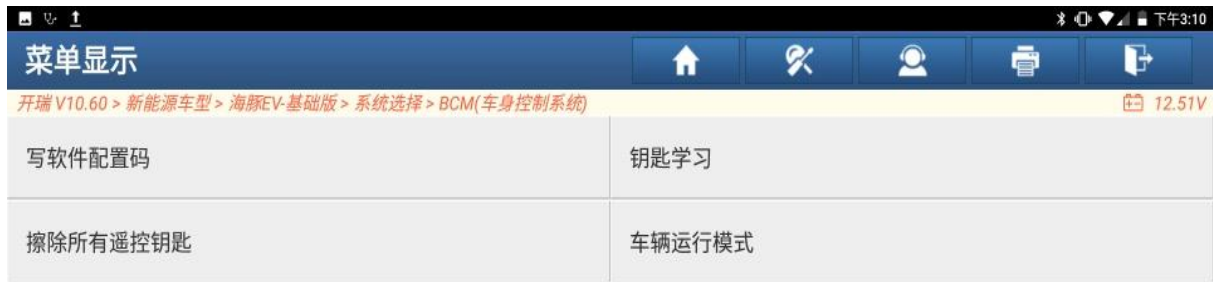 下午3:10
菜单显示
开瑞 V10.60 > 新能源车型 > 海豚EV-基础版 > 系统选择 > BCM(车身控制系统) 12.51V
写软件配置码 钥匙学习
擦除所有遥控钥匙 车辆运行模式